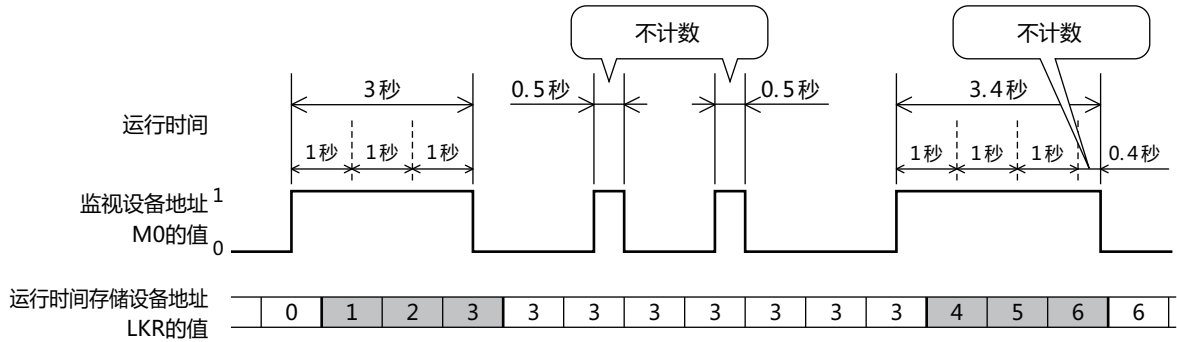 不计数 不计数
运行时间 3秒 0.5秒 0.5秒 3.4秒
1秒 1秒 1秒 1秒 1秒 1秒 0.4秒
监视设备地址 1
M0的值 0
运行时间存储设备地址
LKR的值 0 1 2 3 3 3 3 3 3 3 3 4 5 6 6